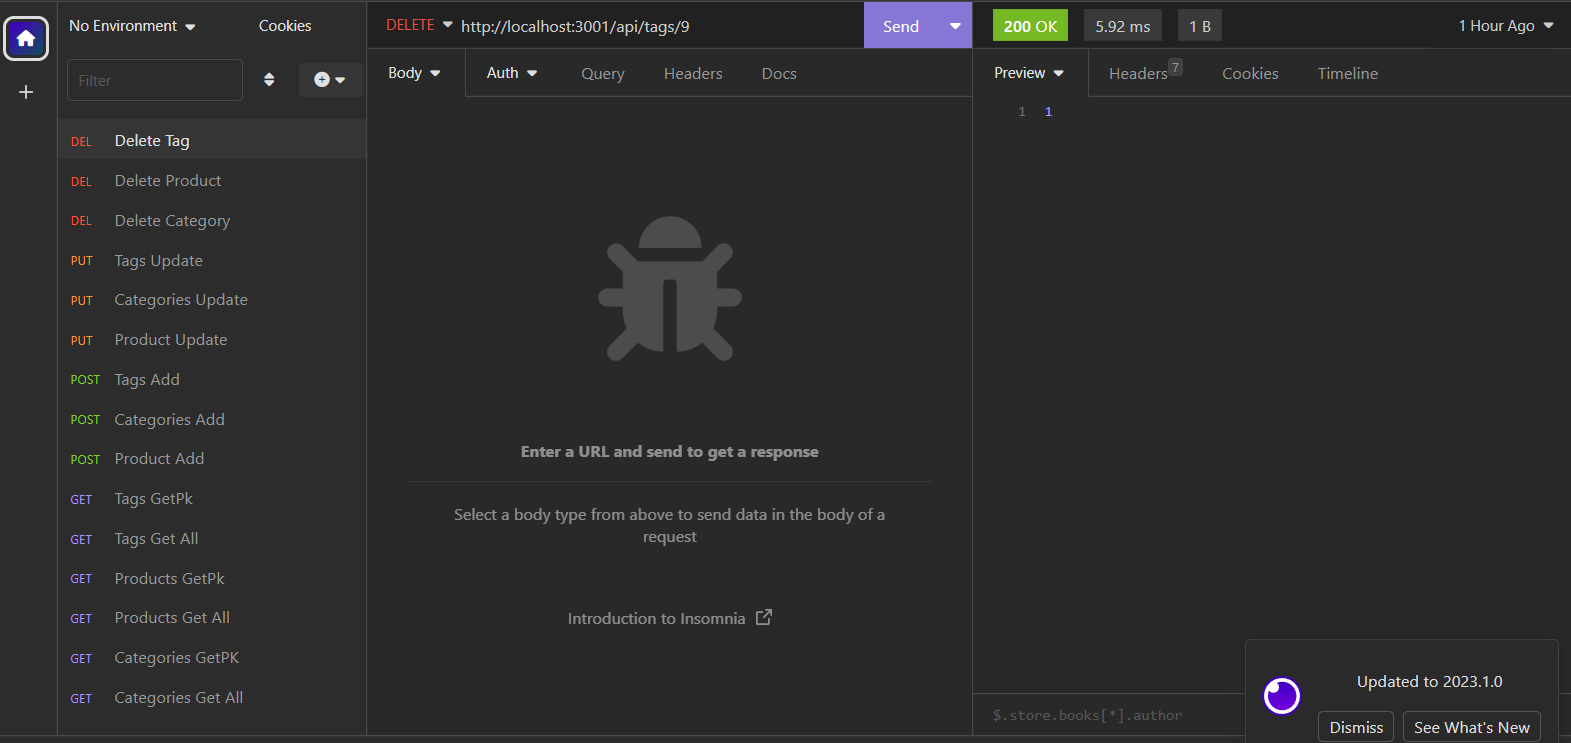 No Environment
Cookies
Filter
DEL Delete Tag
DEL Delete Product
DEL Delete Category
PUT Tags Update
PUT Categories Update
PUT Product Update
POST Tags Add
POST Categories Add
POST Product Add
GET Tags GetPk
GET Tags Get All
GET Products GetPk
GET Products Get All
GET Categories GetPK
GET Categories Get All
DELETE http://localhost:3001/api/tags/9 Send
Body Auth Query Headers Docs
Enter a URL and send to get a response
Select a body type from above to send data in the body of a
request
Introduction to Insomnia
200 OK 5.92 ms 1 B 1 Hour Ago
Preview Headers 7 Cookies Timeline
1 1
$.store.books[*].author
Updated to 2023.1.0
Dismiss See What's New